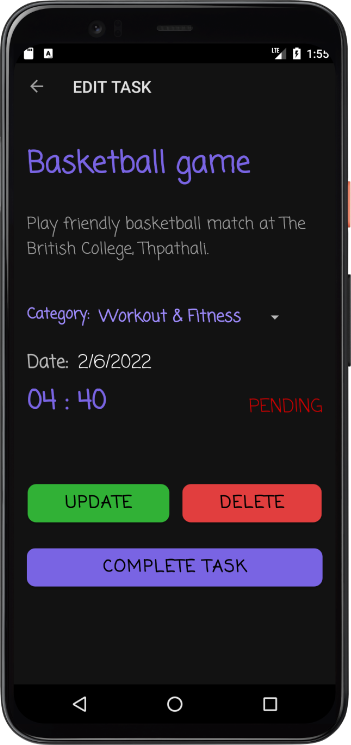 LTE 1:55
EDIT TASK
Basketball game
Play friendly basketball match at The
British College, Thpathali.
Category: Workout & Fitness
Date: 2/6/2022
04 : 40
PENDING
UPDATE DELETE
COMPLETE TASK